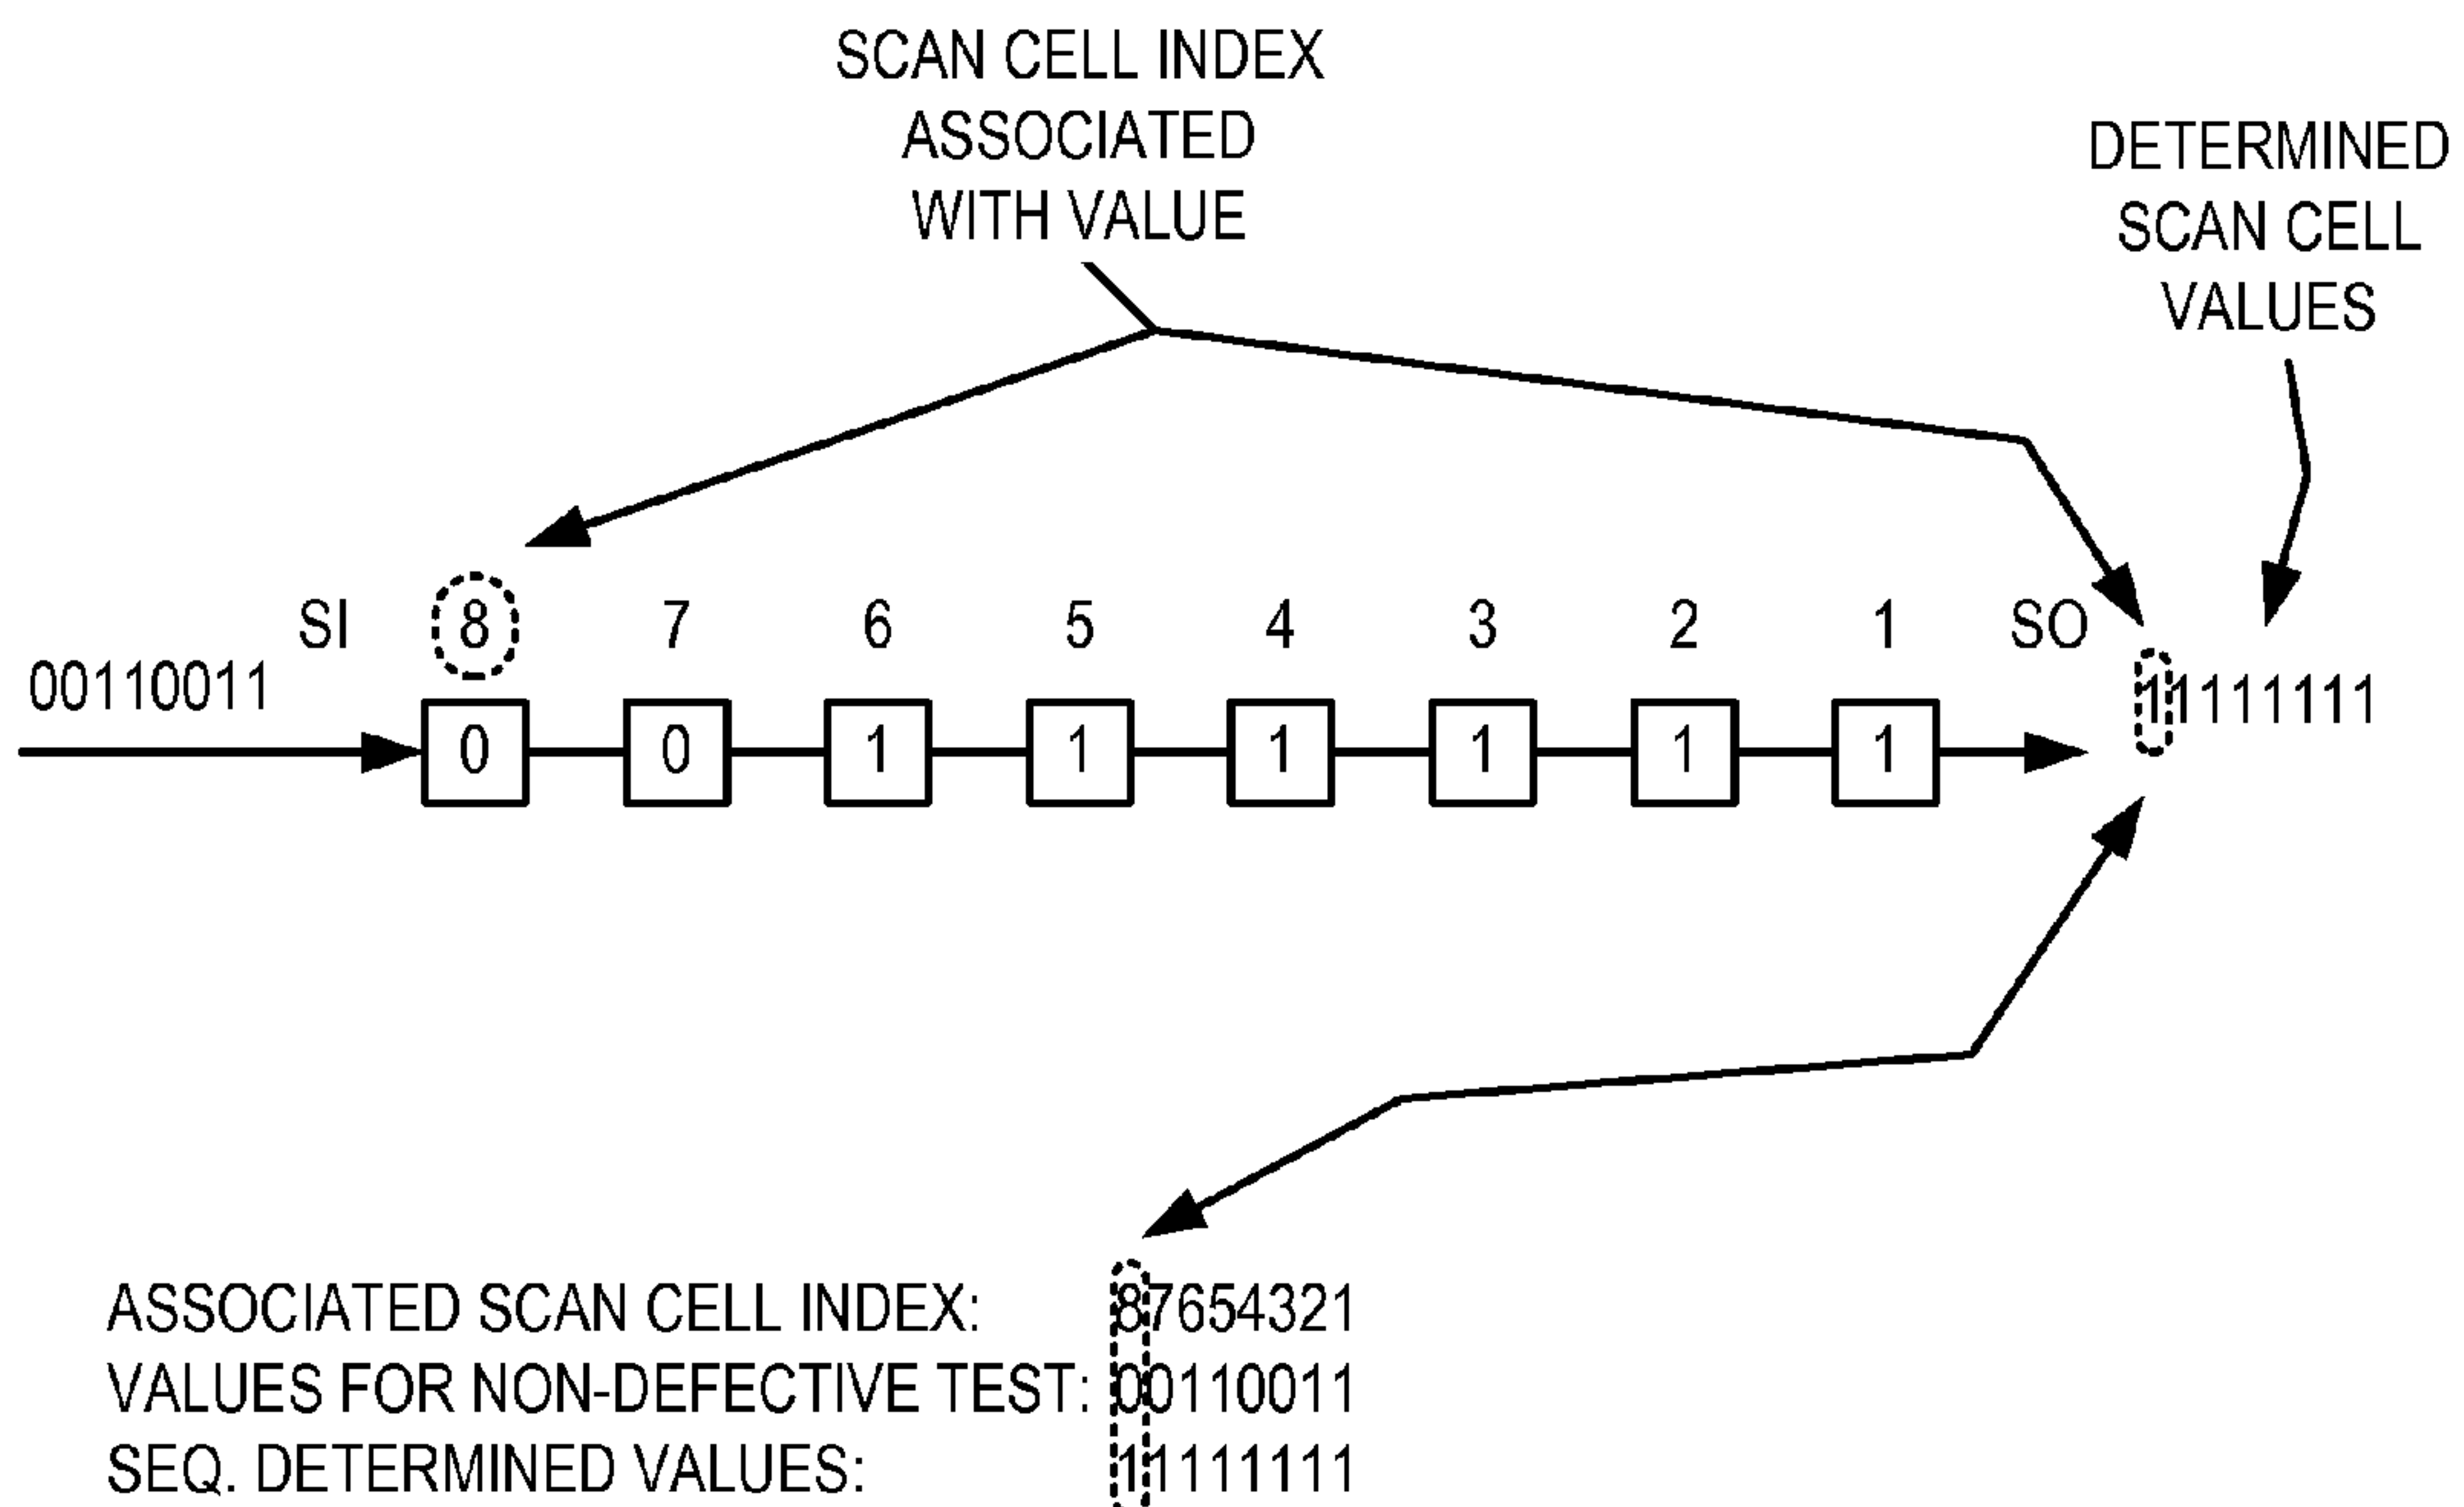 SCAN CELL INDEX
ASSOCIATED
WITH VALUE
DETERMINED
SCAN CELL
VALUES
SI 8 7 6 5 4 3 2 1 SO
00110011 11111111
0 0 1 1 1 1 1 1
ASSOCIATED SCAN CELL INDEX: 87654321
VALUES FOR NON-DEFECTIVE TEST: 00110011
SEQ. DETERMINED VALUES: 11111111